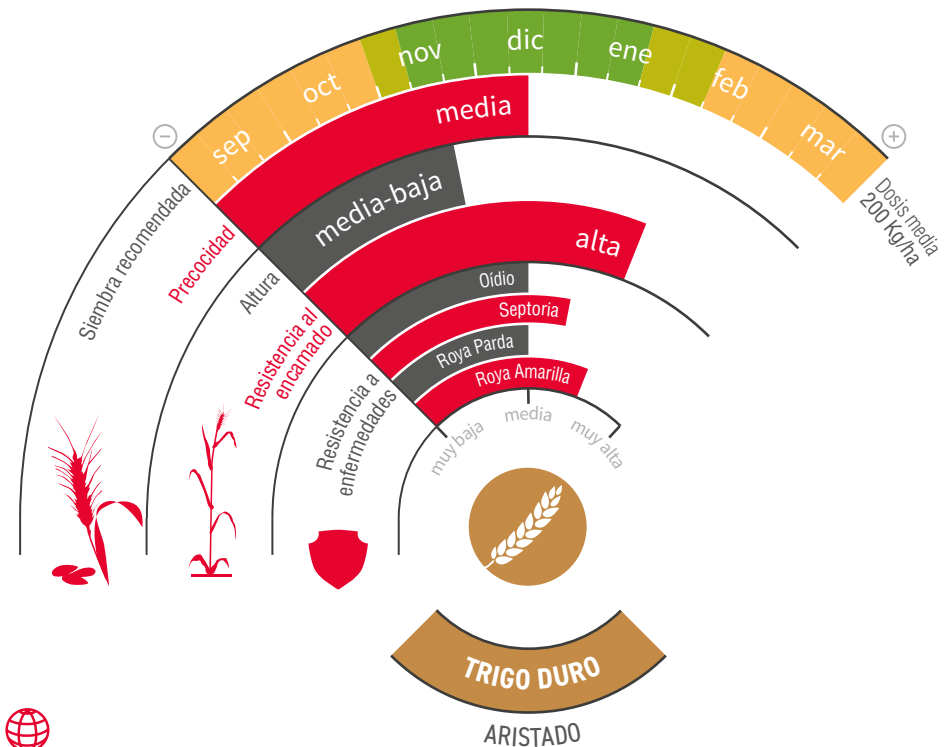 sep
oct
nov
dic
ene
feb
mar
Dosis media
200 Kg/ha
Siembra recomendada
media
Precocidad
media-baja
Altura
alta
Resistencia al
encamado
Oídio
Septoria
Roya Parda
Roya Amarilla
Resistencia a
enfermedades
muy baja
media
muy alta
TRIGO DURO
ARISTADO